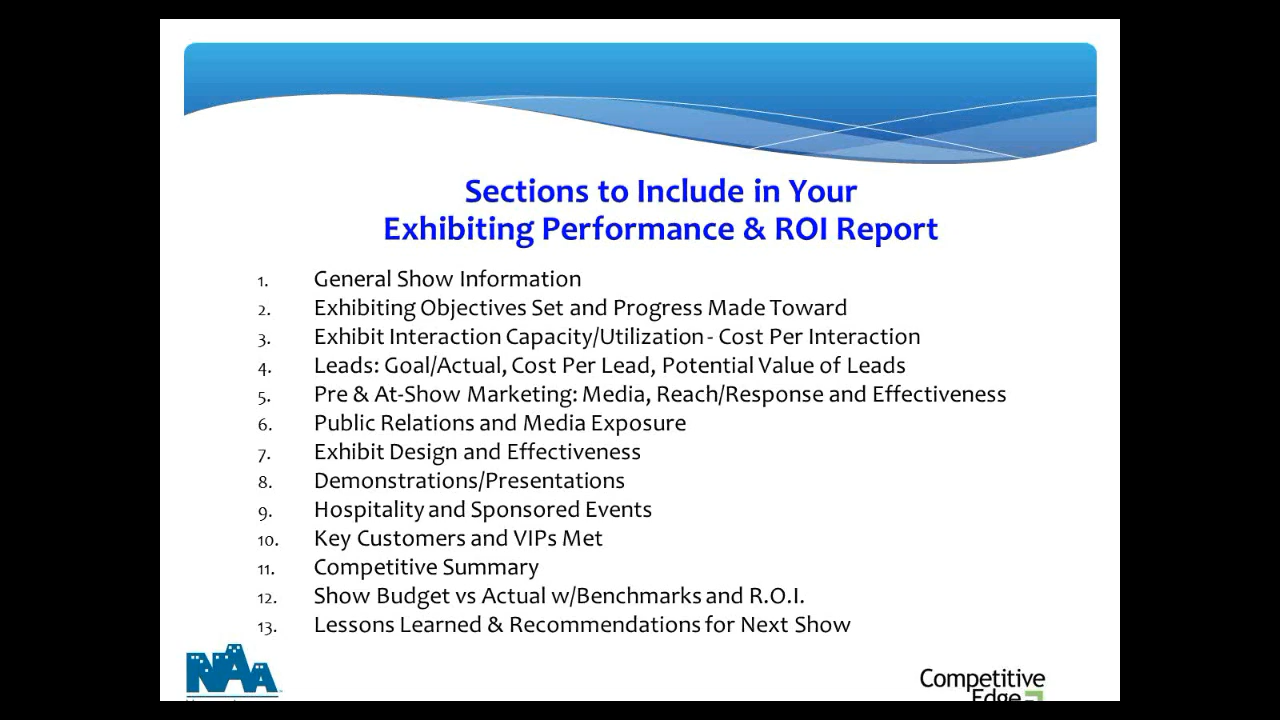 Sections to Include in Your
Exhibiting Performance & ROI Report
1. General Show Information
2. Exhibiting Objectives Set and Progress Made Toward
3. Exhibit Interaction Capacity/Utilization - Cost Per Interaction
4. Leads: Goal/Actual, Cost Per Lead, Potential Value of Leads
5. Pre & At-Show Marketing: Media, Reach/Response and Effectiveness
6. Public Relations and Media Exposure
7. Exhibit Design and Effectiveness
8. Demonstrations/Presentations
9. Hospitality and Sponsored Events
10. Key Customers and VIPs Met
11. Competitive Summary
12. Show Budget vs Actual w/Benchmarks and R.O.I.
13. Lessons Learned & Recommendations for Next Show
NAA
Competitive
Edge